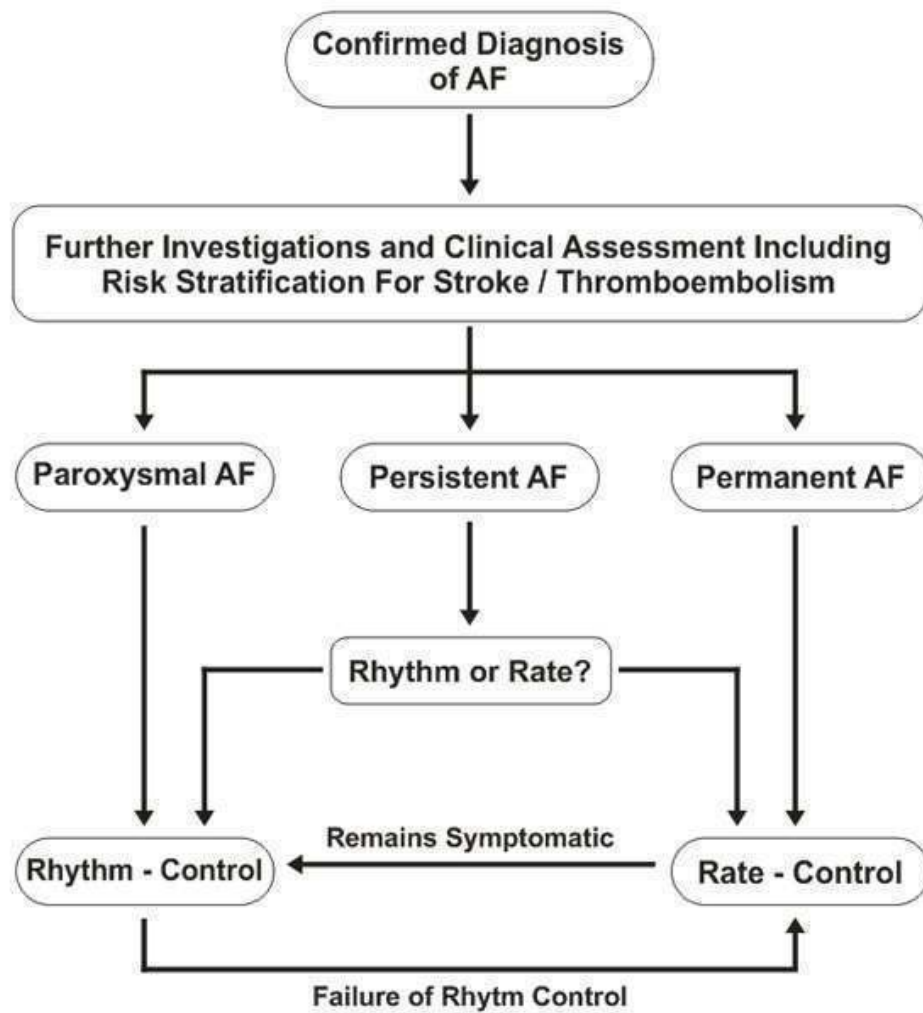 Confirmed Diagnosis
of AF
Further Investigations and Clinical Assessment Including
Risk Stratification For Stroke / Thromboembolism
Paroxysmal AF
Persistent AF
Permanent AF
Rhythm or Rate?
Remains Symptomatic
Rhythm - Control
Rate - Control
Failure of Rhytm Control